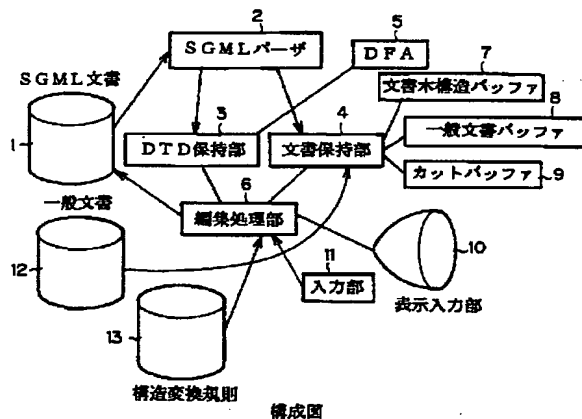 2
SGMLパーザ
5
DFA
7
文書木構造バッファ
SGML文書
1
3
DTD保持部
4
文書保持部
8
一般文書バッファ
カットバッファ
9
一般文書
6
編集処理部
12
11
入力部
10
表示入力部
13
構造変換規則
構成図